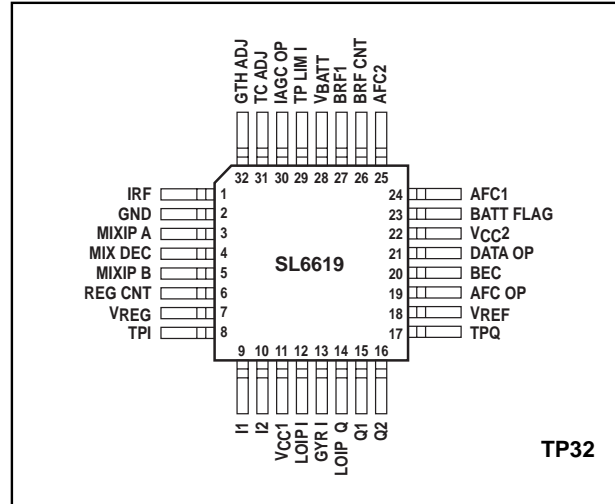 GTH ADJ
TC ADJ
IAGC OP
TP LIM I
VBATT
BRF1
BRF CNT
AFC2
32 31 30 29 28 27 26 25
IRF 1
GND 2
MIXIP A 3
MIX DEC 4
MIXIP B 5
REG CNT 6
VREG 7
TPI 8
SL6619
24 AFC1
23 BATT FLAG
22 VCC2
21 DATA OP
20 BEC
19 AFC OP
18 VREF
17 TPQ
9 10 11 12 13 14 15 16
I1
I2
VCC1
LOIP I
GYR I
LOIP Q
Q1
Q2
TP32